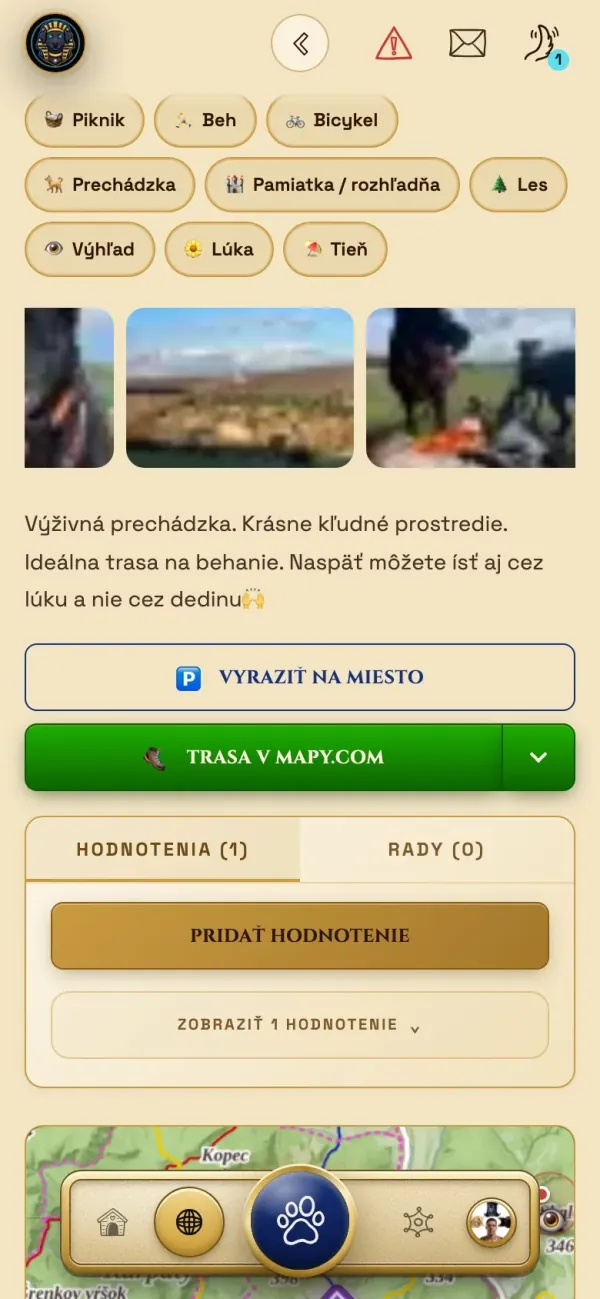 1
Piknik
Beh
Bicykel
Prechádzka
Pamiatka / rozhľadňa
Les
Výhľad
Lúka
Tieň
Výživná prechádzka. Krásne kľudné prostredie.
Ideálna trasa na behanie. Naspäť môžete ísť aj cez
lúku a nie cez dedinu🙌
P VYRAZIŤ NA MIESTO
TRASA V MAPY.COM
HODNOTENIA (1)
RADY (0)
PRIDAŤ HODNOTENIE
ZOBRAZIŤ 1 HODNOTENIE
Kopec
346